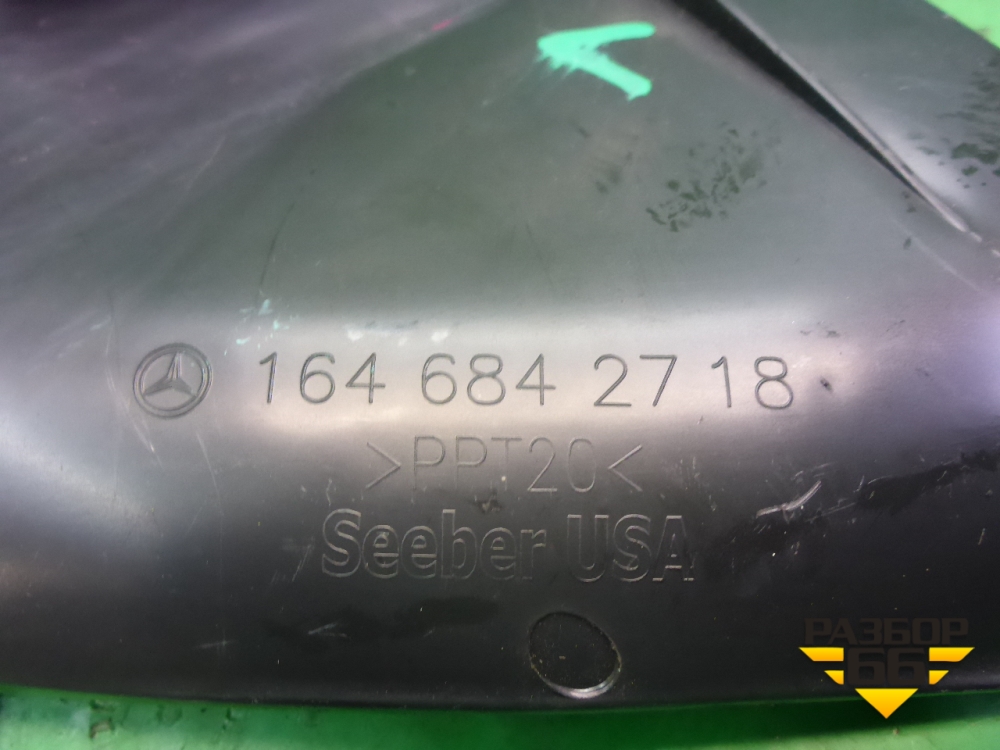 164 684 27 18
>PPT20<
Seeber USA
РАЗБОР
66